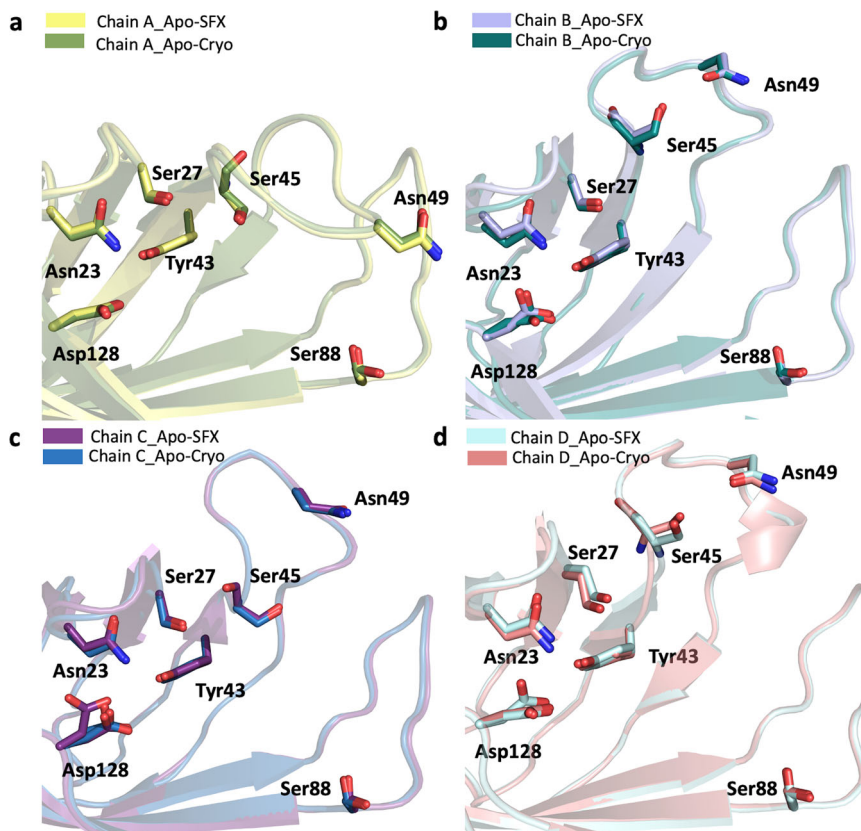 a
Chain A_Apo-SFX
Chain A_Apo-Cryo
Ser27
Ser45
Asn49
Asn23
Tyr43
Asp128
Ser88
b
Chain B_Apo-SFX
Chain B_Apo-Cryo
Asn49
Ser45
Ser27
Asn23
Tyr43
Asp128
Ser88
c
Chain C_Apo-SFX
Chain C_Apo-Cryo
Asn49
Ser27
Ser45
Asn23
Tyr43
Asp128
Ser88
d
Chain D_Apo-SFX
Chain D_Apo-Cryo
Asn49
Ser45
Ser27
Asn23
Tyr43
Asp128
Ser88